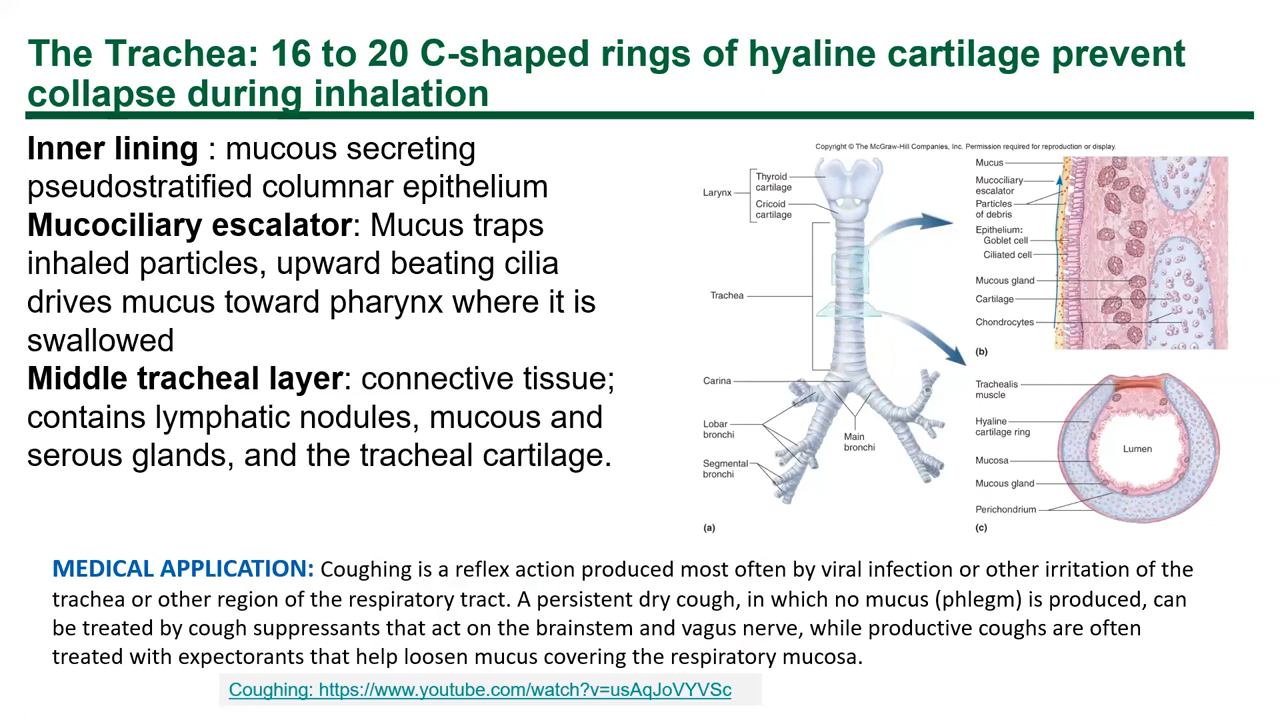 The Trachea: 16 to 20 C-shaped rings of hyaline cartilage prevent
collapse during inhalation
Inner lining : mucous secreting
pseudostratified columnar epithelium
Mucociliary escalator: Mucus traps
inhaled particles, upward beating cilia
drives mucus toward pharynx where it is
swallowed
Middle tracheal layer: connective tissue;
contains lymphatic nodules, mucous and
serous glands, and the tracheal cartilage.
Copyright © The McGraw-Hill Companies, Inc. Permission required for reproduction or display.
Larynx
Thyroid
cartilage
Cricoid
cartilage
Trachea
Carina
Lobar
bronchi
Main
bronchi
Segmental
bronchi
(a)
Mucus
Mucociliary
escalator
Particles
of debris
Epithelium:
Goblet cell
Ciliated cell
Mucous gland
Cartilage
Chondrocytes
(b)
Trachealis
muscle
Hyaline
cartilage ring
Lumen
Mucosa
Mucous gland
Perichondrium
(c)
MEDICAL APPLICATION: Coughing is a reflex action produced most often by viral infection or other irritation of the
trachea or other region of the respiratory tract. A persistent dry cough, in which no mucus (phlegm) is produced, can
be treated by cough suppressants that act on the brainstem and vagus nerve, while productive coughs are often
treated with expectorants that help loosen mucus covering the respiratory mucosa.
Coughing: https://www.youtube.com/watch?v=usAqJoVYVSc